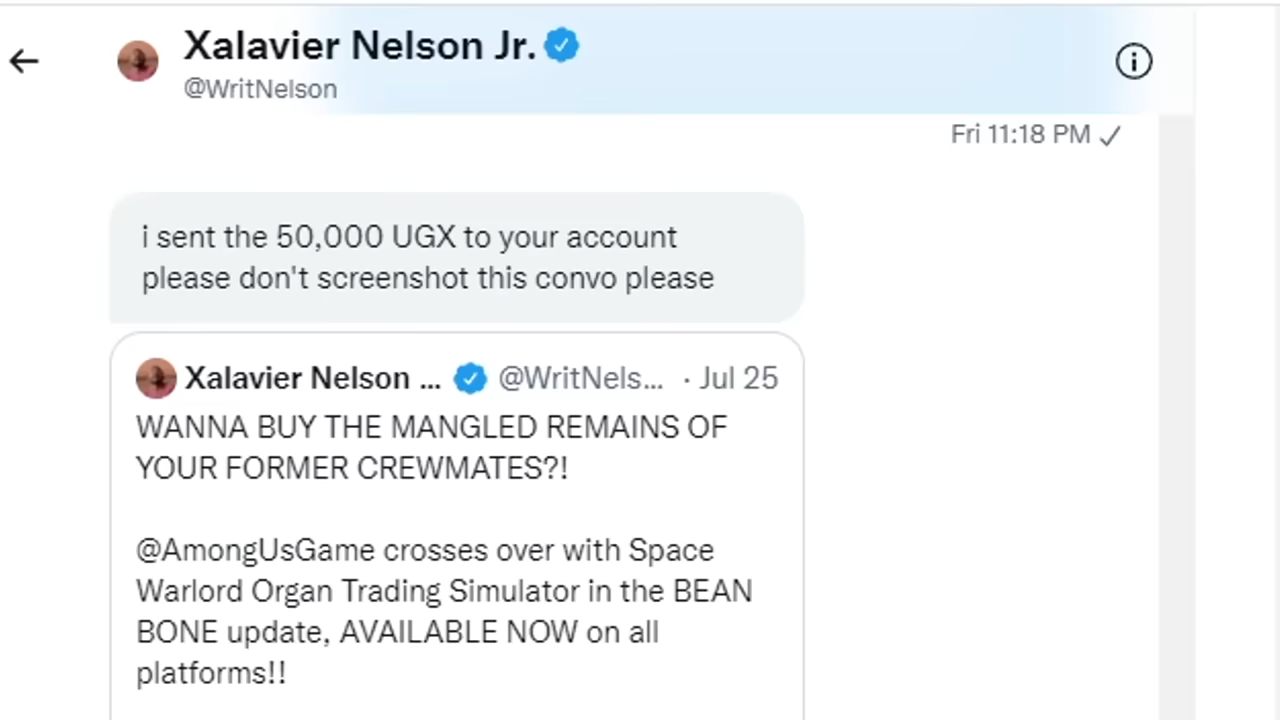 Xalavier Nelson Jr.
@WritNelson
Fri 11:18 PM
i sent the 50,000 UGX to your account
please don't screenshot this convo please
Xalavier Nelson ... @WritNels... · Jul 25
WANNA BUY THE MANGLED REMAINS OF
YOUR FORMER CREWMATES?!
@AmongUsGame crosses over with Space
Warlord Organ Trading Simulator in the BEAN
BONE update, AVAILABLE NOW on all
platforms!!